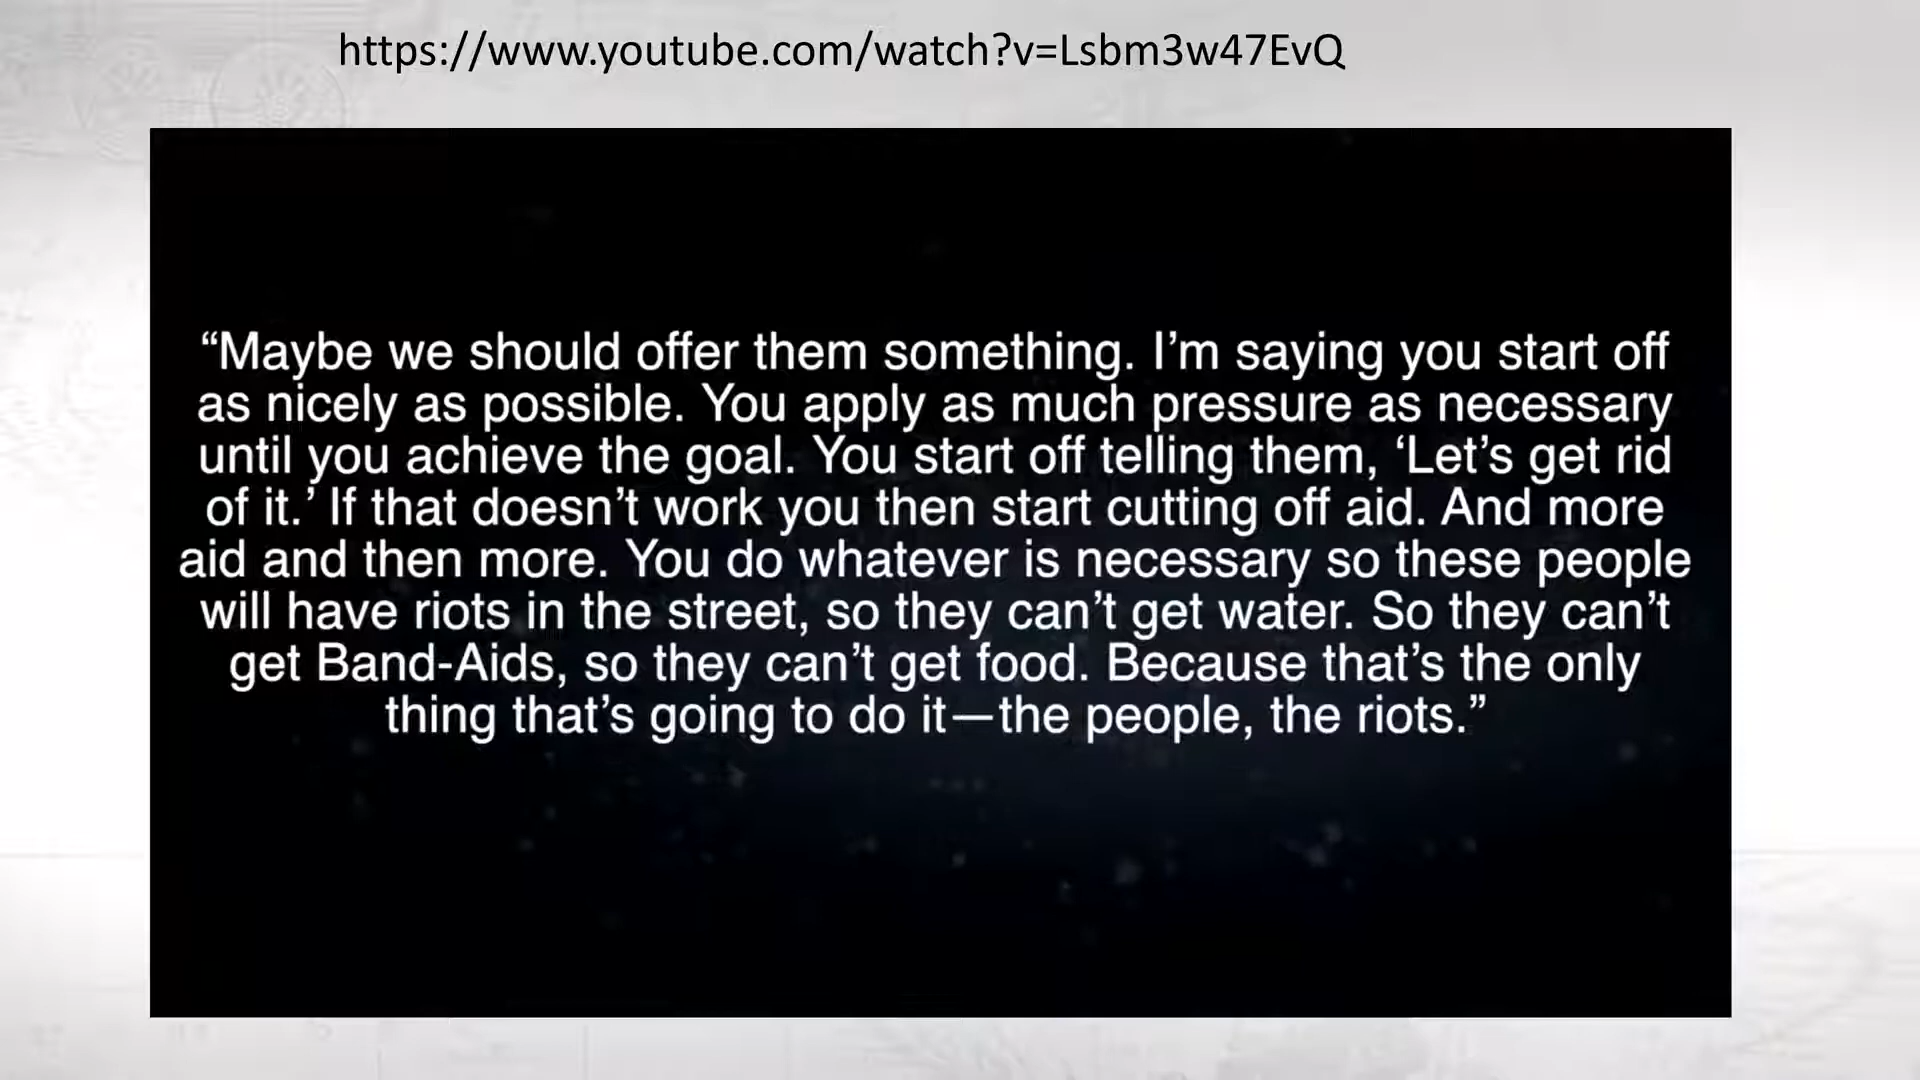 https://www.youtube.com/watch?v=Lsbm3w47EvQ
“Maybe we should offer them something. I’m saying you start off
as nicely as possible. You apply as much pressure as necessary
until you achieve the goal. You start off telling them, ‘Let’s get rid
of it.’ If that doesn’t work you then start cutting off aid. And more
aid and then more. You do whatever is necessary so these people
will have riots in the street, so they can’t get water. So they can’t
get Band-Aids, so they can’t get food. Because that’s the only
thing that’s going to do it—the people, the riots.”